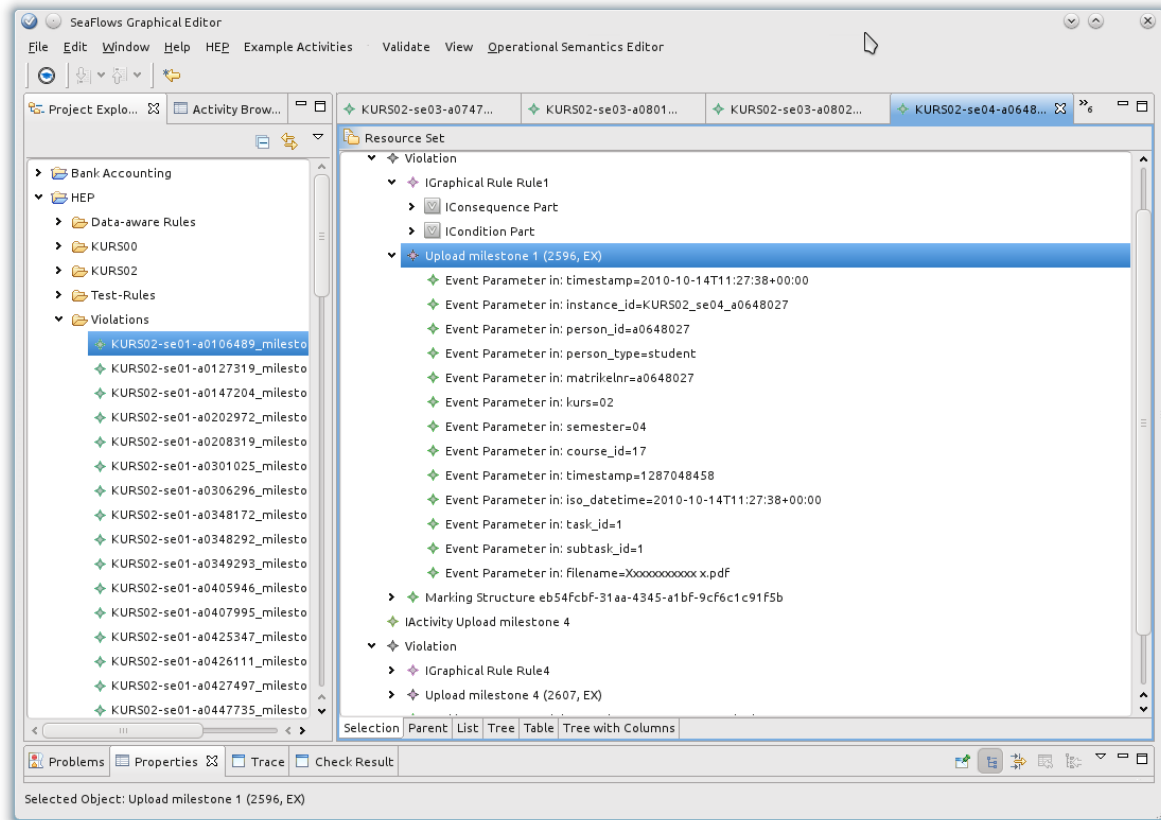 SeaFlows Graphical Editor
File Edit Window Help HEP Example Activities Validate View Operational Semantics Editor
Project Explo... Activity Brow...
KURS02-se03-a0747... KURS02-se03-a0801... KURS02-se03-a0802... KURS02-se04-a0648... »6
Bank Accounting
HEP
Data-aware Rules
KURS00
KURS02
Test-Rules
Violations
KURS02-se01-a0106489_milesto
KURS02-se01-a0127319_milesto
KURS02-se01-a0147204_milesto
KURS02-se01-a0202972_milesto
KURS02-se01-a0208319_milesto
KURS02-se01-a0301025_milesto
KURS02-se01-a0306296_milesto
KURS02-se01-a0348172_milesto
KURS02-se01-a0348292_milesto
KURS02-se01-a0349293_milesto
KURS02-se01-a0405946_milesto
KURS02-se01-a0407995_milesto
KURS02-se01-a0425347_milesto
KURS02-se01-a0426111_milesto
KURS02-se01-a0427497_milesto
KURS02-se01-a0447735_milesto
Resource Set
Violation
IGraphical Rule Rule1
IConsequence Part
ICondition Part
Upload milestone 1 (2596, EX)
Event Parameter in: timestamp=2010-10-14T11:27:38+00:00
Event Parameter in: instance_id=KURS02_se04_a0648027
Event Parameter in: person_id=a0648027
Event Parameter in: person_type=student
Event Parameter in: matrikelnr=a0648027
Event Parameter in: kurs=02
Event Parameter in: semester=04
Event Parameter in: course_id=17
Event Parameter in: timestamp=1287048458
Event Parameter in: iso_datetime=2010-10-14T11:27:38+00:00
Event Parameter in: task_id=1
Event Parameter in: subtask_id=1
Event Parameter in: filename=Xxxxxxxxxxx x.pdf
Marking Structure eb54fcbf-31aa-4345-a1bf-9cf6c1c91f5b
IActivity Upload milestone 4
Violation
IGraphical Rule Rule4
Upload milestone 4 (2607, EX)
Selection Parent List Tree Table Tree with Columns
Problems Properties Trace Check Result
Selected Object: Upload milestone 1 (2596, EX)